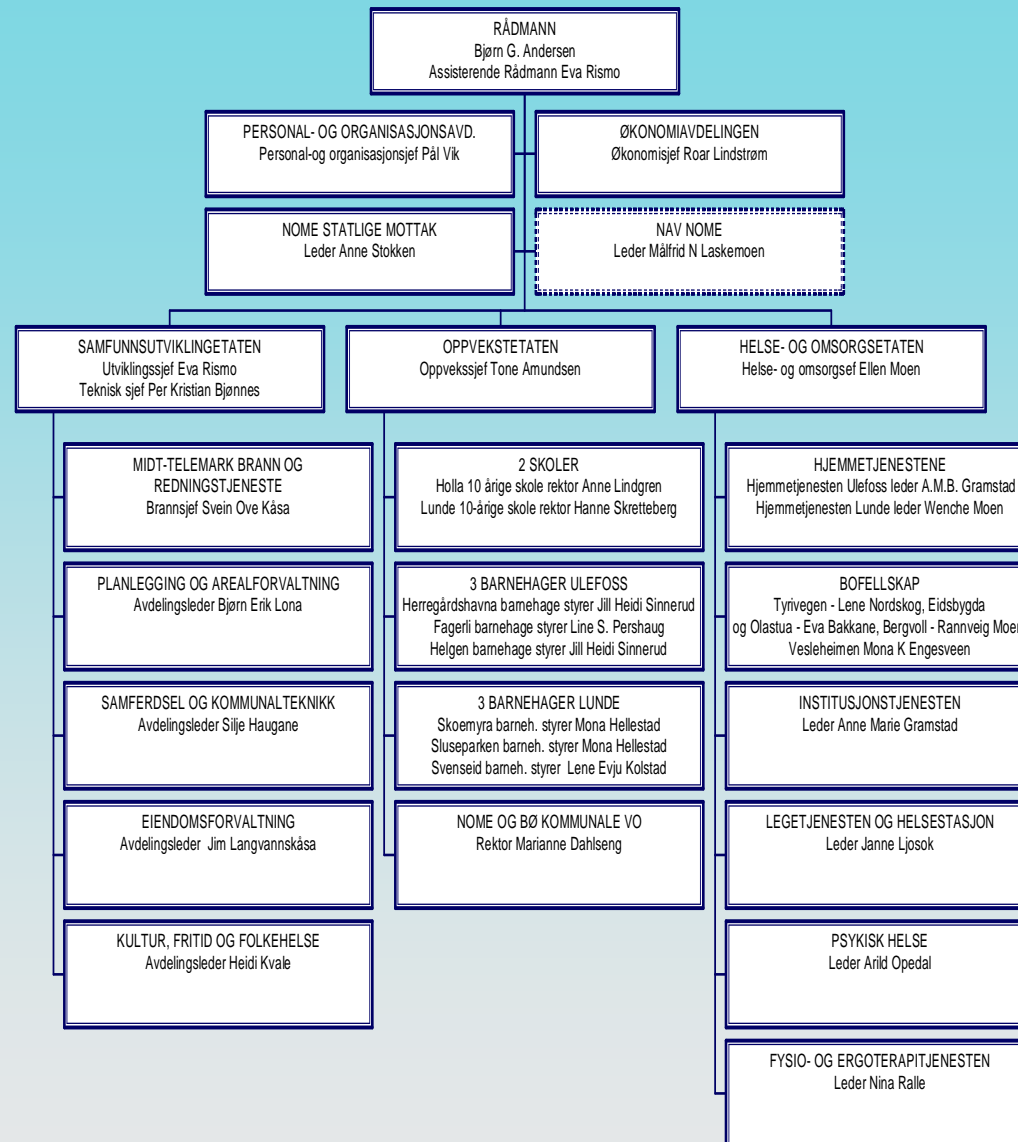 RÅDMANN
Bjørn G. Andersen
Assisterende Rådmann Eva Rismo
PERSONAL- OG ORGANISASJONSAVD.
Personal-og organisasjonsjef Pål Vik
ØKONOMIAVDELINGEN
Økonomisjef Roar Lindstrøm
NOME STATLIGE MOTTAK
Leder Anne Stokken
NAV NOME
Leder Målfrid N Laskemoen
SAMFUNNSUTVIKLINGETATEN
Utviklingssjef Eva Rismo
Teknisk sjef Per Kristian Bjønnes
OPPVEKSTETATEN
Oppvekssjef Tone Amundsen
HELSE- OG OMSORGSETATEN
Helse- og omsorgsef Ellen Moen
MIDT-TELEMARK BRANN OG
REDNINGSTJENESTE
Brannsjef Svein Ove Kåsa
PLANLEGGING OG AREALFORVALTNING
Avdelingsleder Bjørn Erik Lona
SAMFERDSEL OG KOMMUNALTEKNIKK
Avdelingsleder Silje Haugane
EIENDOMSFORVALTNING
Avdelingsleder Jim Langvannskåsa
KULTUR, FRITID OG FOLKEHELSE
Avdelingsleder Heidi Kvale
2 SKOLER
Holla 10 årige skole rektor Anne Lindgren
Lunde 10-årige skole rektor Hanne Skretteberg
3 BARNEHAGER ULEFOSS
Herregårdshavna barnehage styrer Jill Heidi Sinnerud
Fagerli barnehage styrer Line S. Pershaug
Helgen barnehage styrer Jill Heidi Sinnerud
3 BARNEHAGER LUNDE
Skoemyra barneh. styrer Mona Hellestad
Sluseparken barneh. styrer Mona Hellestad
Svenseid barneh. styrer Lene Evju Kolstad
NOME OG BØ KOMMUNALE VO
Rektor Marianne Dahlseng
HJEMMETJENESTENE
Hjemmetjenesten Ulefoss leder A.M.B. Gramstad
Hjemmetjenesten Lunde leder Wenche Moen
BOFELLSKAP
Tyrivegen - Lene Nordskog, Eidsbygda
og Olastua - Eva Bakkane, Bergvoll - Rannveig Moen
Vesleheimen Mona K Engesveen
INSTITUSJONSTJENESTEN
Leder Anne Marie Gramstad
LEGETJENESTEN OG HELSESTASJON
Leder Janne Ljosok
PSYKISK HELSE
Leder Arild Opedal
FYSIO- OG ERGOTERAPITJENESTEN
Leder Nina Ralle